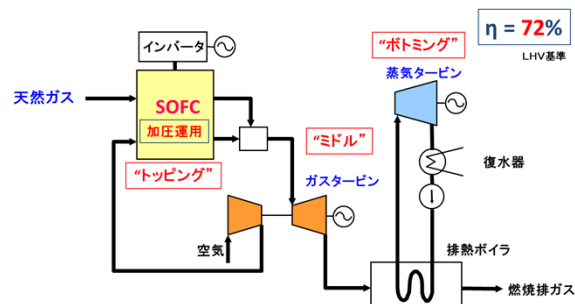 インバータ
“ボトミング”
η = 72%
LHV基準
蒸気タービン
天然ガス
SOFC
加圧運用
“ミドル”
復水器
“トッピング”
ガスタービン
空気
排熱ボイラ
燃焼排ガス